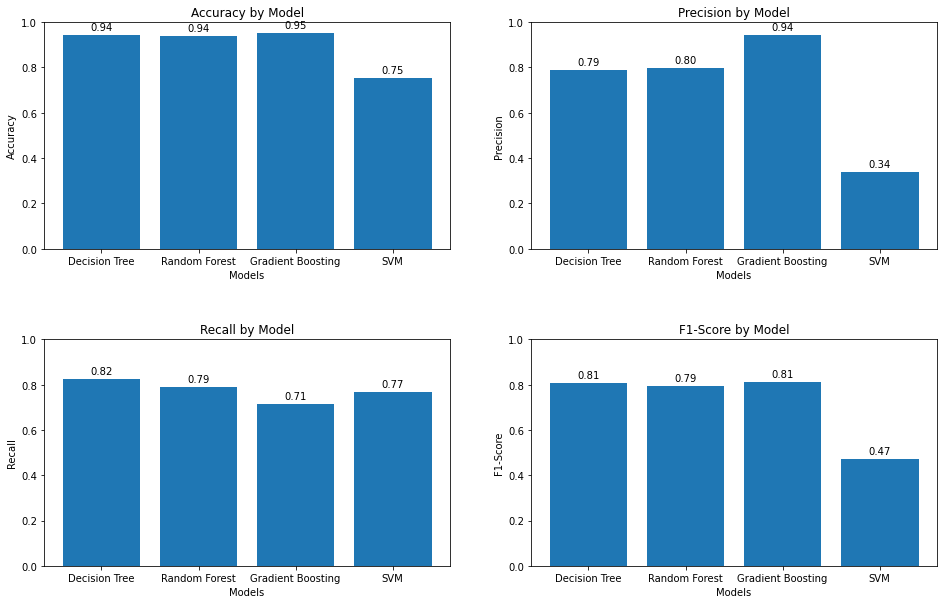 Accuracy by Model
1.0
0.8
0.6
0.4
0.2
0.0
Accuracy
0.94
0.94
0.95
0.75
Decision Tree Random Forest Gradient Boosting SVM
Models
Precision by Model
1.0
0.8
0.6
0.4
0.2
0.0
Precision
0.79
0.80
0.94
0.34
Decision Tree Random Forest Gradient Boosting SVM
Models
Recall by Model
1.0
0.8
0.6
0.4
0.2
0.0
Recall
0.82
0.79
0.71
0.77
Decision Tree Random Forest Gradient Boosting SVM
Models
F1-Score by Model
1.0
0.8
0.6
0.4
0.2
0.0
F1-Score
0.81
0.79
0.81
0.47
Decision Tree Random Forest Gradient Boosting SVM
Models